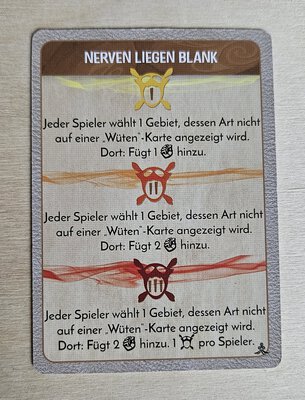 NERVEN LIEGEN BLANK
I
Jeder Spieler wählt 1 Gebiet, dessen Art nicht
auf einer „Wüten"-Karte angezeigt wird.
Dort: Fügt 1 hinzu.
II
Jeder Spieler wählt 1 Gebiet, dessen Art nicht
auf einer „Wüten"-Karte angezeigt wird.
Dort: Fügt 2 hinzu.
III
Jeder Spieler wählt 1 Gebiet, dessen Art nicht
auf einer „Wüten"-Karte angezeigt wird.
Dort: Fügt 2 hinzu. 1 pro Spieler.